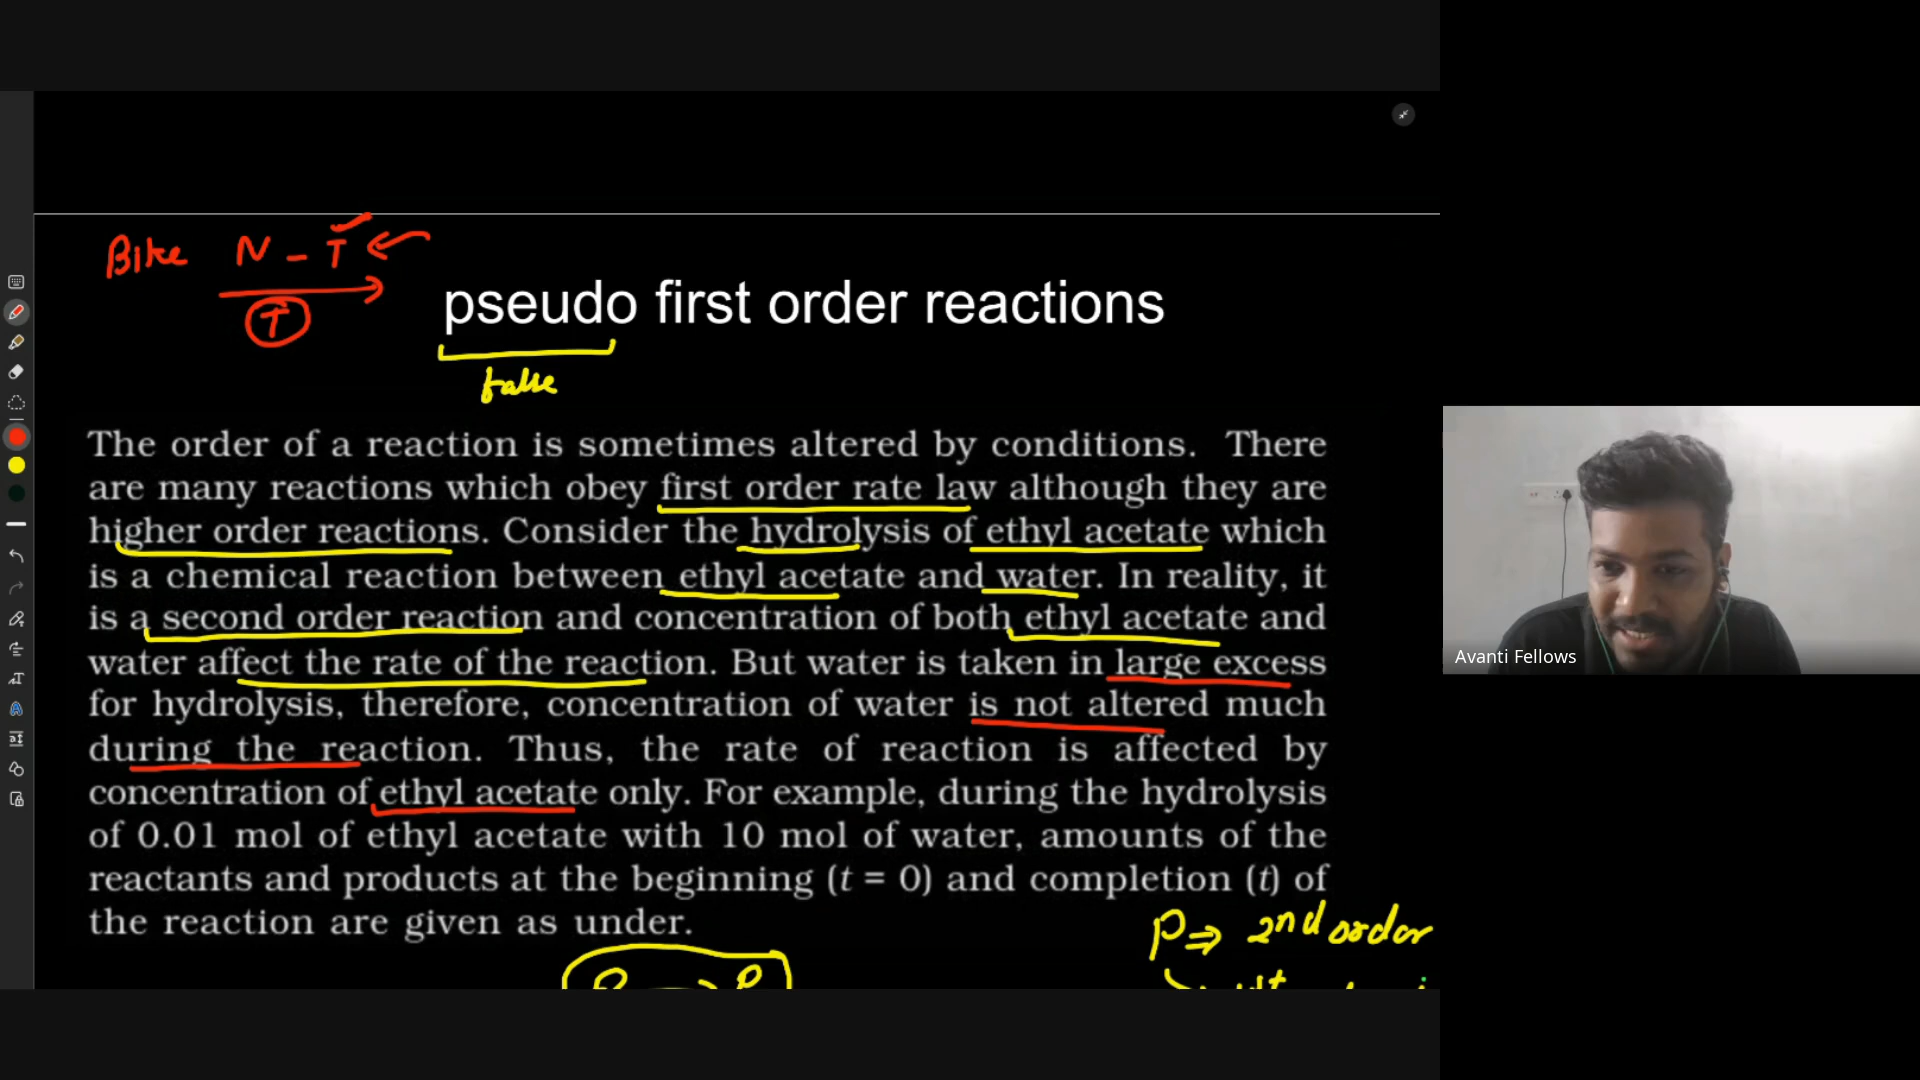 Bike N - T
T
pseudo first order reactions
false
The order of a reaction is sometimes altered by conditions. There
are many reactions which obey first order rate law although they are
higher order reactions. Consider the hydrolysis of ethyl acetate which
is a chemical reaction between ethyl acetate and water. In reality, it
is a second order reaction and concentration of both ethyl acetate and
water affect the rate of the reaction. But water is taken in large excess
for hydrolysis, therefore, concentration of water is not altered much
during the reaction. Thus, the rate of reaction is affected by
concentration of ethyl acetate only. For example, during the hydrolysis
of 0.01 mol of ethyl acetate with 10 mol of water, amounts of the
reactants and products at the beginning (t = 0) and completion (t) of
the reaction are given as under.
P ⇒ 2nd order
Avanti Fellows